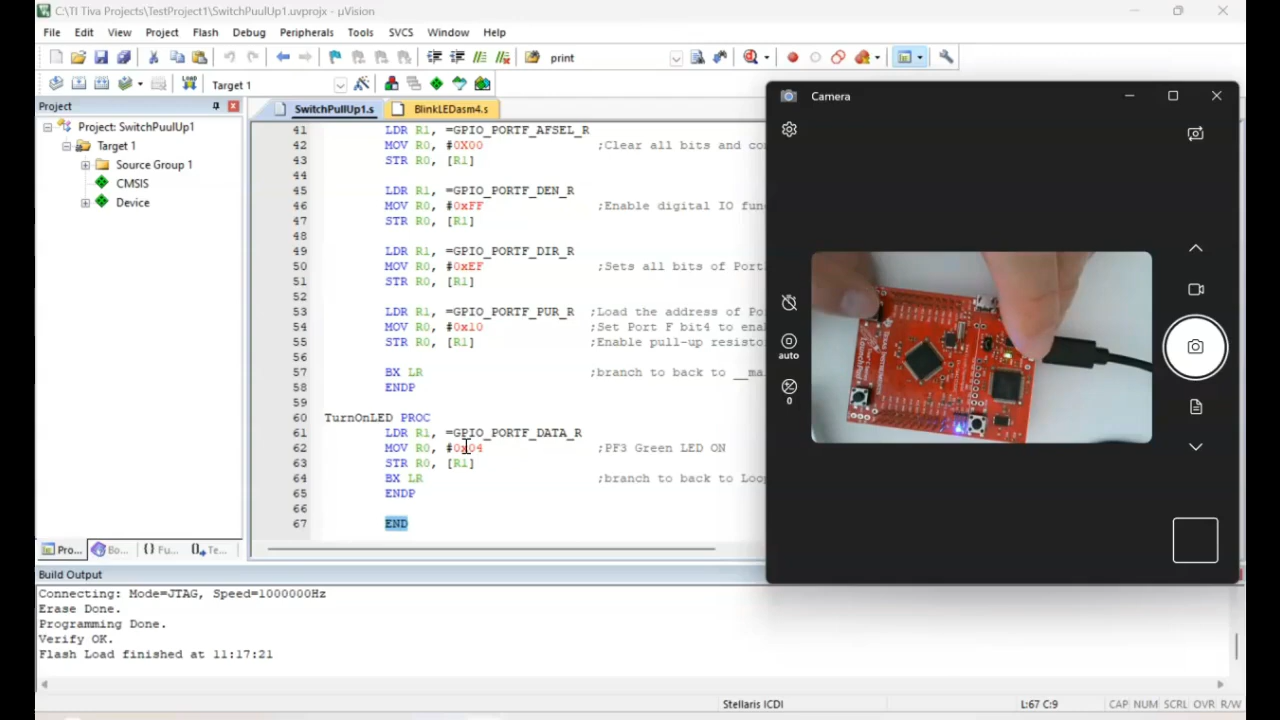 C:\TI Tiva Projects\TestProject1\SwitchPuulUp1.uvprojx - µVision
File Edit View Project Flash Debug Peripherals Tools SVCS Window Help
print
LOAD Target 1
Project
Project: SwitchPuulUp1
Target 1
Source Group 1
CMSIS
Device
Pro... Bo... {} Fu... Te...
SwitchPullUp1.s BlinkLEDasm4.s
41 LDR R1, =GPIO_PORTF_AFSEL_R
42 MOV R0, #0X00 ;Clear all bits and
43 STR R0, [R1]
44
45 LDR R1, =GPIO_PORTF_DEN_R
46 MOV R0, #0xFF ;Enable digital IO
47 STR R0, [R1]
48
49 LDR R1, =GPIO_PORTF_DIR_R
50 MOV R0, #0xEF ;Sets all bits of
51 STR R0, [R1]
52
53 LDR R1, =GPIO_PORTF_PUR_R ;Load the address of
54 MOV R0, #0x10 ;Set Port F bit4 to
55 STR R0, [R1] ;Enable pull-up
56
57 BX LR ;branch to back to
58 ENDP
59
60 TurnOnLED PROC
61 LDR R1, =GPIO_PORTF_DATA_R
62 MOV R0, #0x04 ;PF3 Green LED ON
63 STR R0, [R1]
64 BX LR ;branch to back to
65 ENDP
66
67 END
Camera
auto
0
Build Output
Connecting: Mode=JTAG, Speed=1000000Hz
Erase Done.
Programming Done.
Verify OK.
Flash Load finished at 11:17:21
Stellaris ICDI L:67 C:9 CAP NUM SCRL OVR R/W